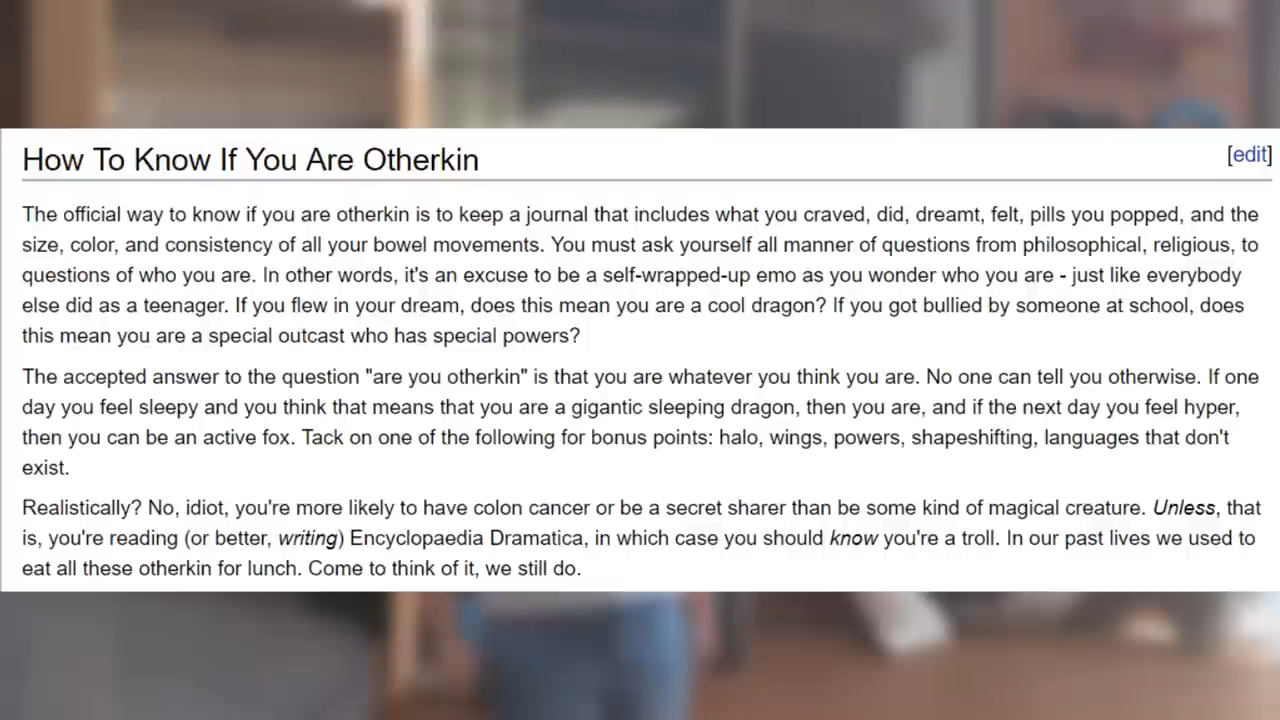 How To Know If You Are Otherkin
[edit]
The official way to know if you are otherkin is to keep a journal that includes what you craved, did, dreamt, felt, pills you popped, and the
size, color, and consistency of all your bowel movements. You must ask yourself all manner of questions from philosophical, religious, to
questions of who you are. In other words, it's an excuse to be a self-wrapped-up emo as you wonder who you are - just like everybody
else did as a teenager. If you flew in your dream, does this mean you are a cool dragon? If you got bullied by someone at school, does
this mean you are a special outcast who has special powers?
The accepted answer to the question "are you otherkin" is that you are whatever you think you are. No one can tell you otherwise. If one
day you feel sleepy and you think that means that you are a gigantic sleeping dragon, then you are, and if the next day you feel hyper,
then you can be an active fox. Tack on one of the following for bonus points: halo, wings, powers, shapeshifting, languages that don't
exist.
Realistically? No, idiot, you're more likely to have colon cancer or be a secret sharer than be some kind of magical creature. Unless, that
is, you're reading (or better, writing) Encyclopaedia Dramatica, in which case you should know you're a troll. In our past lives we used to
eat all these otherkin for lunch. Come to think of it, we still do.